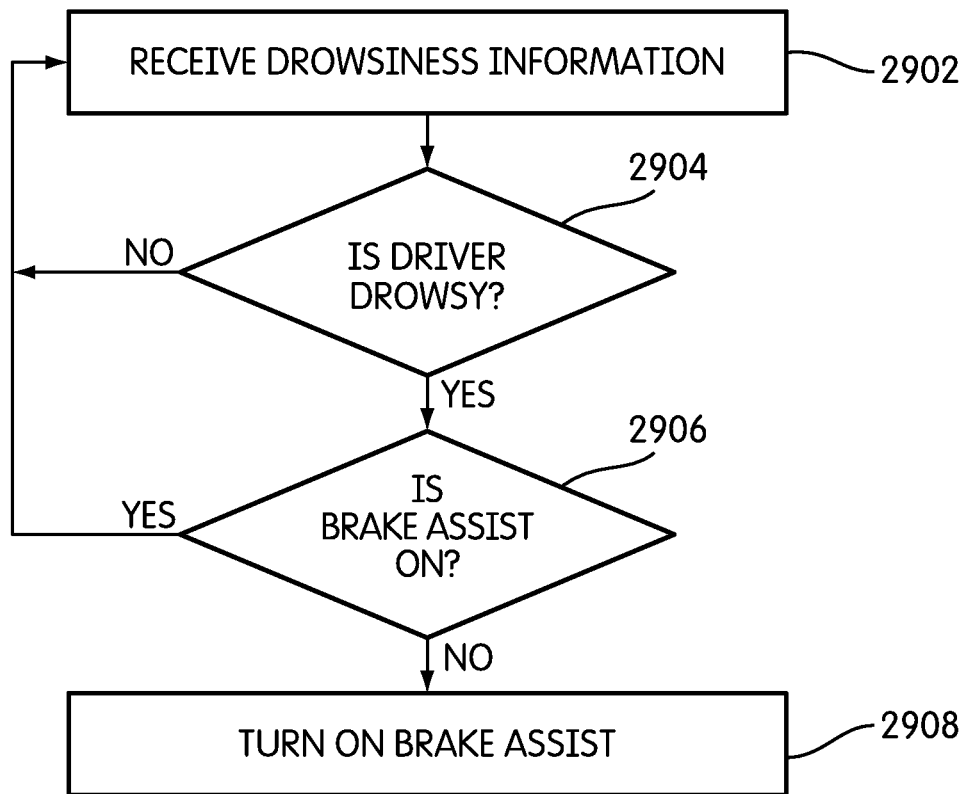 RECEIVE DROWSINESS INFORMATION
2902
2904
IS DRIVER
DROWSY?
NO
YES
2906
IS
BRAKE ASSIST
ON?
YES
NO
TURN ON BRAKE ASSIST
2908